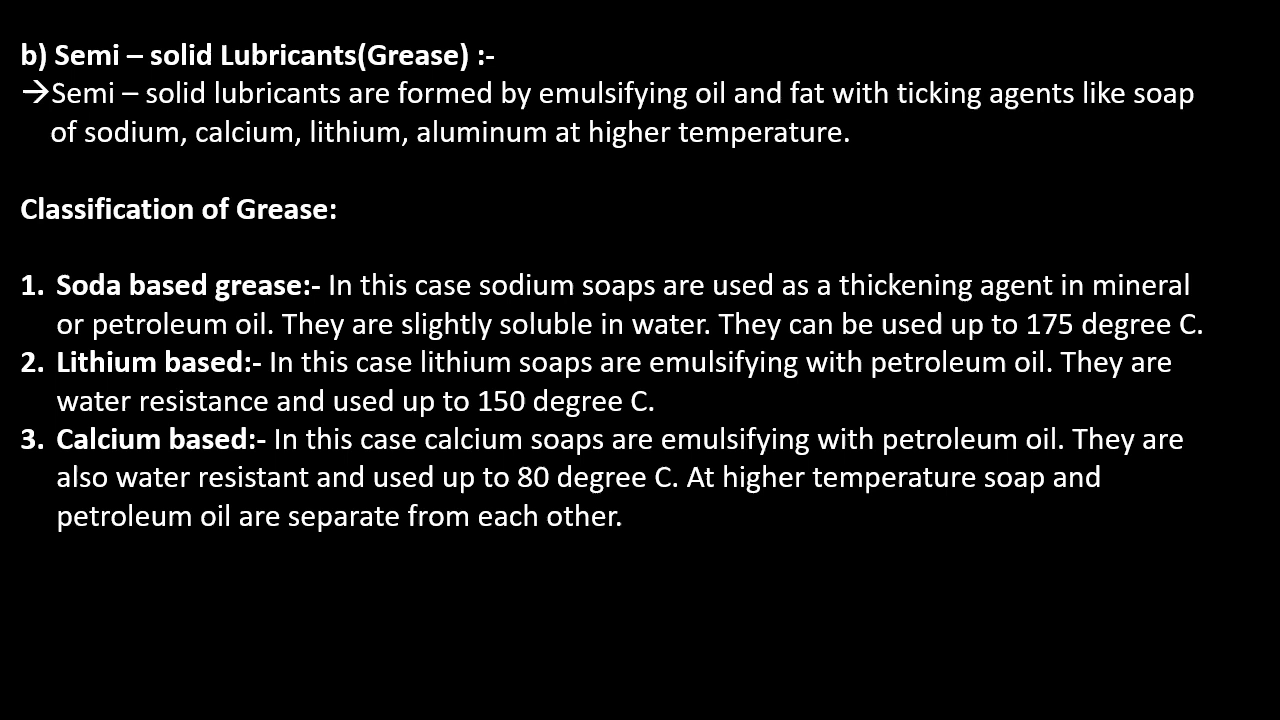 b) Semi – solid Lubricants(Grease) :-
→Semi – solid lubricants are formed by emulsifying oil and fat with ticking agents like soap
of sodium, calcium, lithium, aluminum at higher temperature.
Classification of Grease:
1. Soda based grease:- In this case sodium soaps are used as a thickening agent in mineral
or petroleum oil. They are slightly soluble in water. They can be used up to 175 degree C.
2. Lithium based:- In this case lithium soaps are emulsifying with petroleum oil. They are
water resistance and used up to 150 degree C.
3. Calcium based:- In this case calcium soaps are emulsifying with petroleum oil. They are
also water resistant and used up to 80 degree C. At higher temperature soap and
petroleum oil are separate from each other.